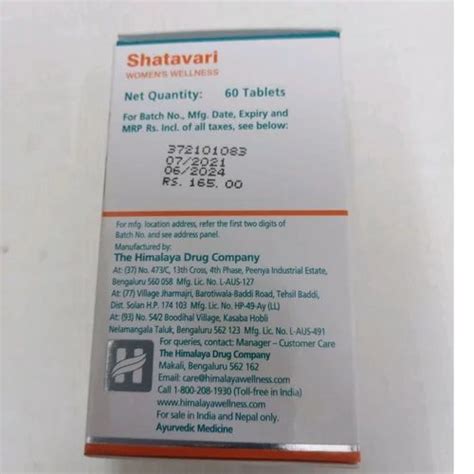 Shatavari
WOMEN'S WELLNESS
Net Quantity: 60 Tablets
For Batch No., Mfg. Date, Expiry and
MRP Rs. Incl. of all taxes, see below:
372101083
07/2021
06/2024
RS. 165.00
For mfg. location address, refer the first two digits of
Batch No. and see address panel.
Manufactured by:
The Himalaya Drug Company
At: (37) No. 473/C, 13th Cross, 4th Phase, Peenya Industrial Estate,
Bengaluru 560 058 Mfg. Lic. No. L-AUS-127
At: (77) Village Jharmajri, Barotiwala-Baddi Road, Tehsil Baddi,
Dist. Solan H.P. 174 103 Mfg. Lic. No. HP-49-Ay (LL)
At: (93) No. 54/2 Boodihal Village, Kasaba Hobli
Nelamangala Taluk, Bengaluru 562 123 Mfg. Lic. No. L-AUS-491
For queries, contact: Manager – Customer Care
The Himalaya Drug Company
Makali, Bengaluru 562 162
Email: care@himalayawellness.com
Call 1-800-208-1930 (Toll-free in India)
www.himalayawellness.com
For sale in India and Nepal only.
Ayurvedic Medicine